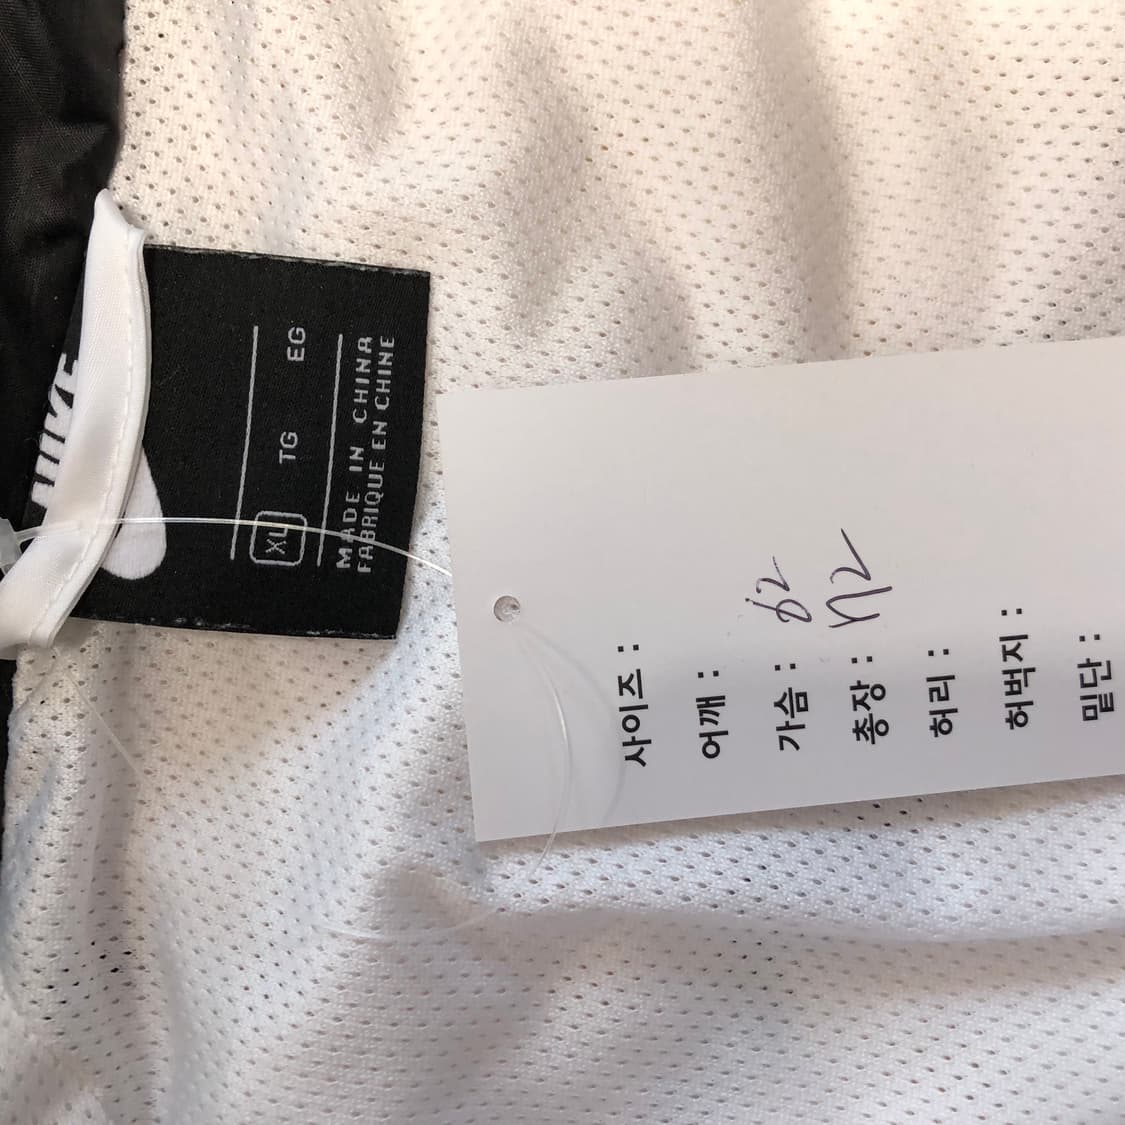 NIKE
XL TG EG
MADE IN CHINA
FABRIQUE EN CHINE
사이즈 :
어깨 :
가슴 : 62
총장 : 72
허리 :
허벅지 :
밑단 :